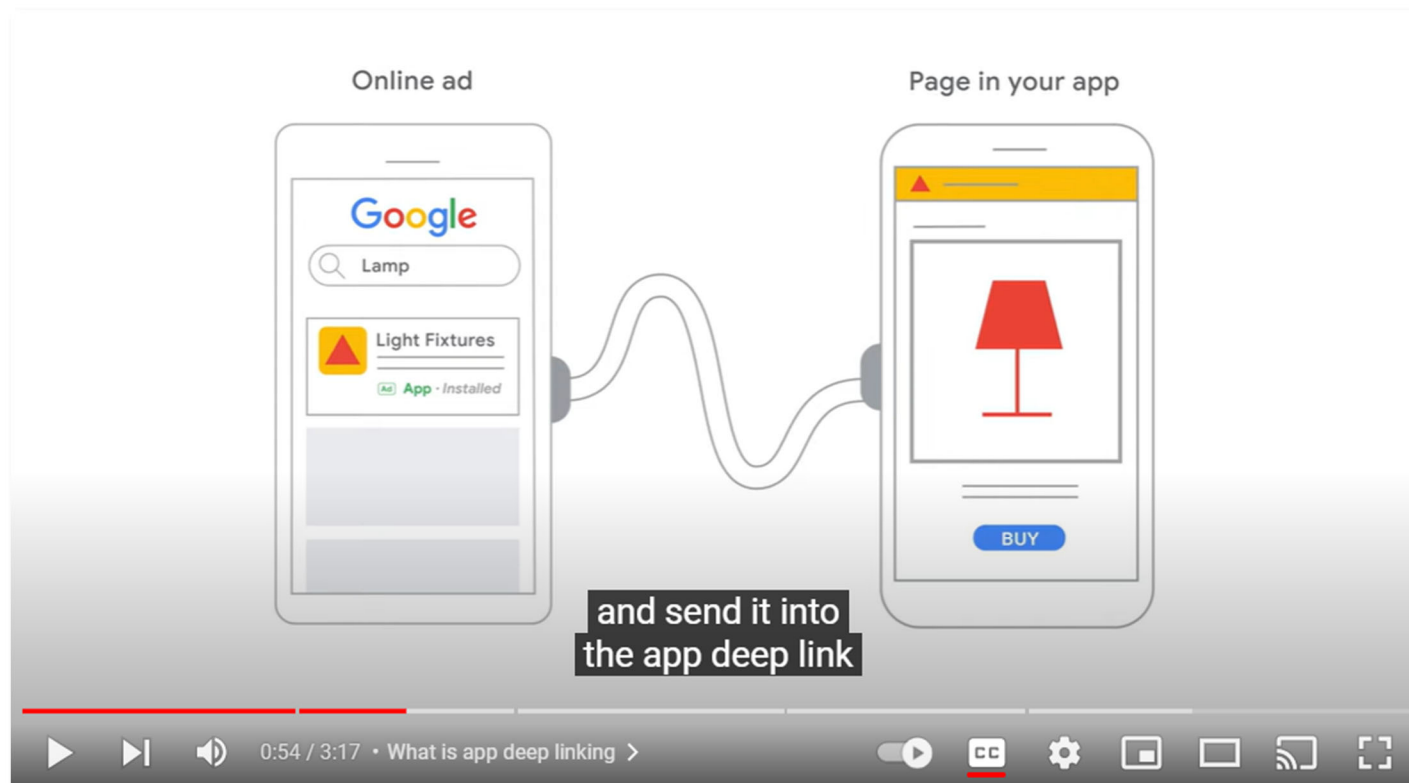 Online ad
Page in your app
Google
Lamp
Light Fixtures
Ad App · Installed
BUY
and send it into
the app deep link
0:54 / 3:17 • What is app deep linking >
CC